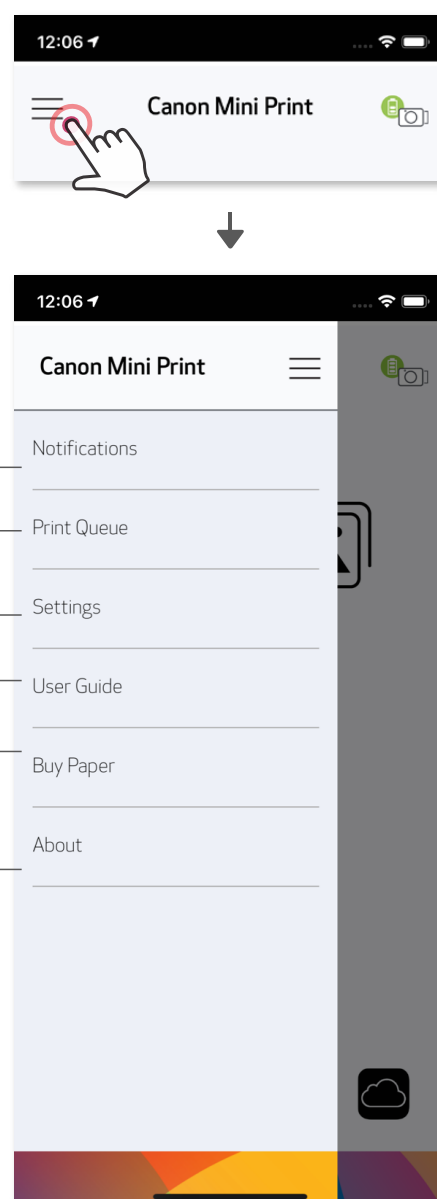 12:06
Canon Mini Print
12:06
Canon Mini Print
Notifications
Print Queue
Settings
User Guide
Buy Paper
About